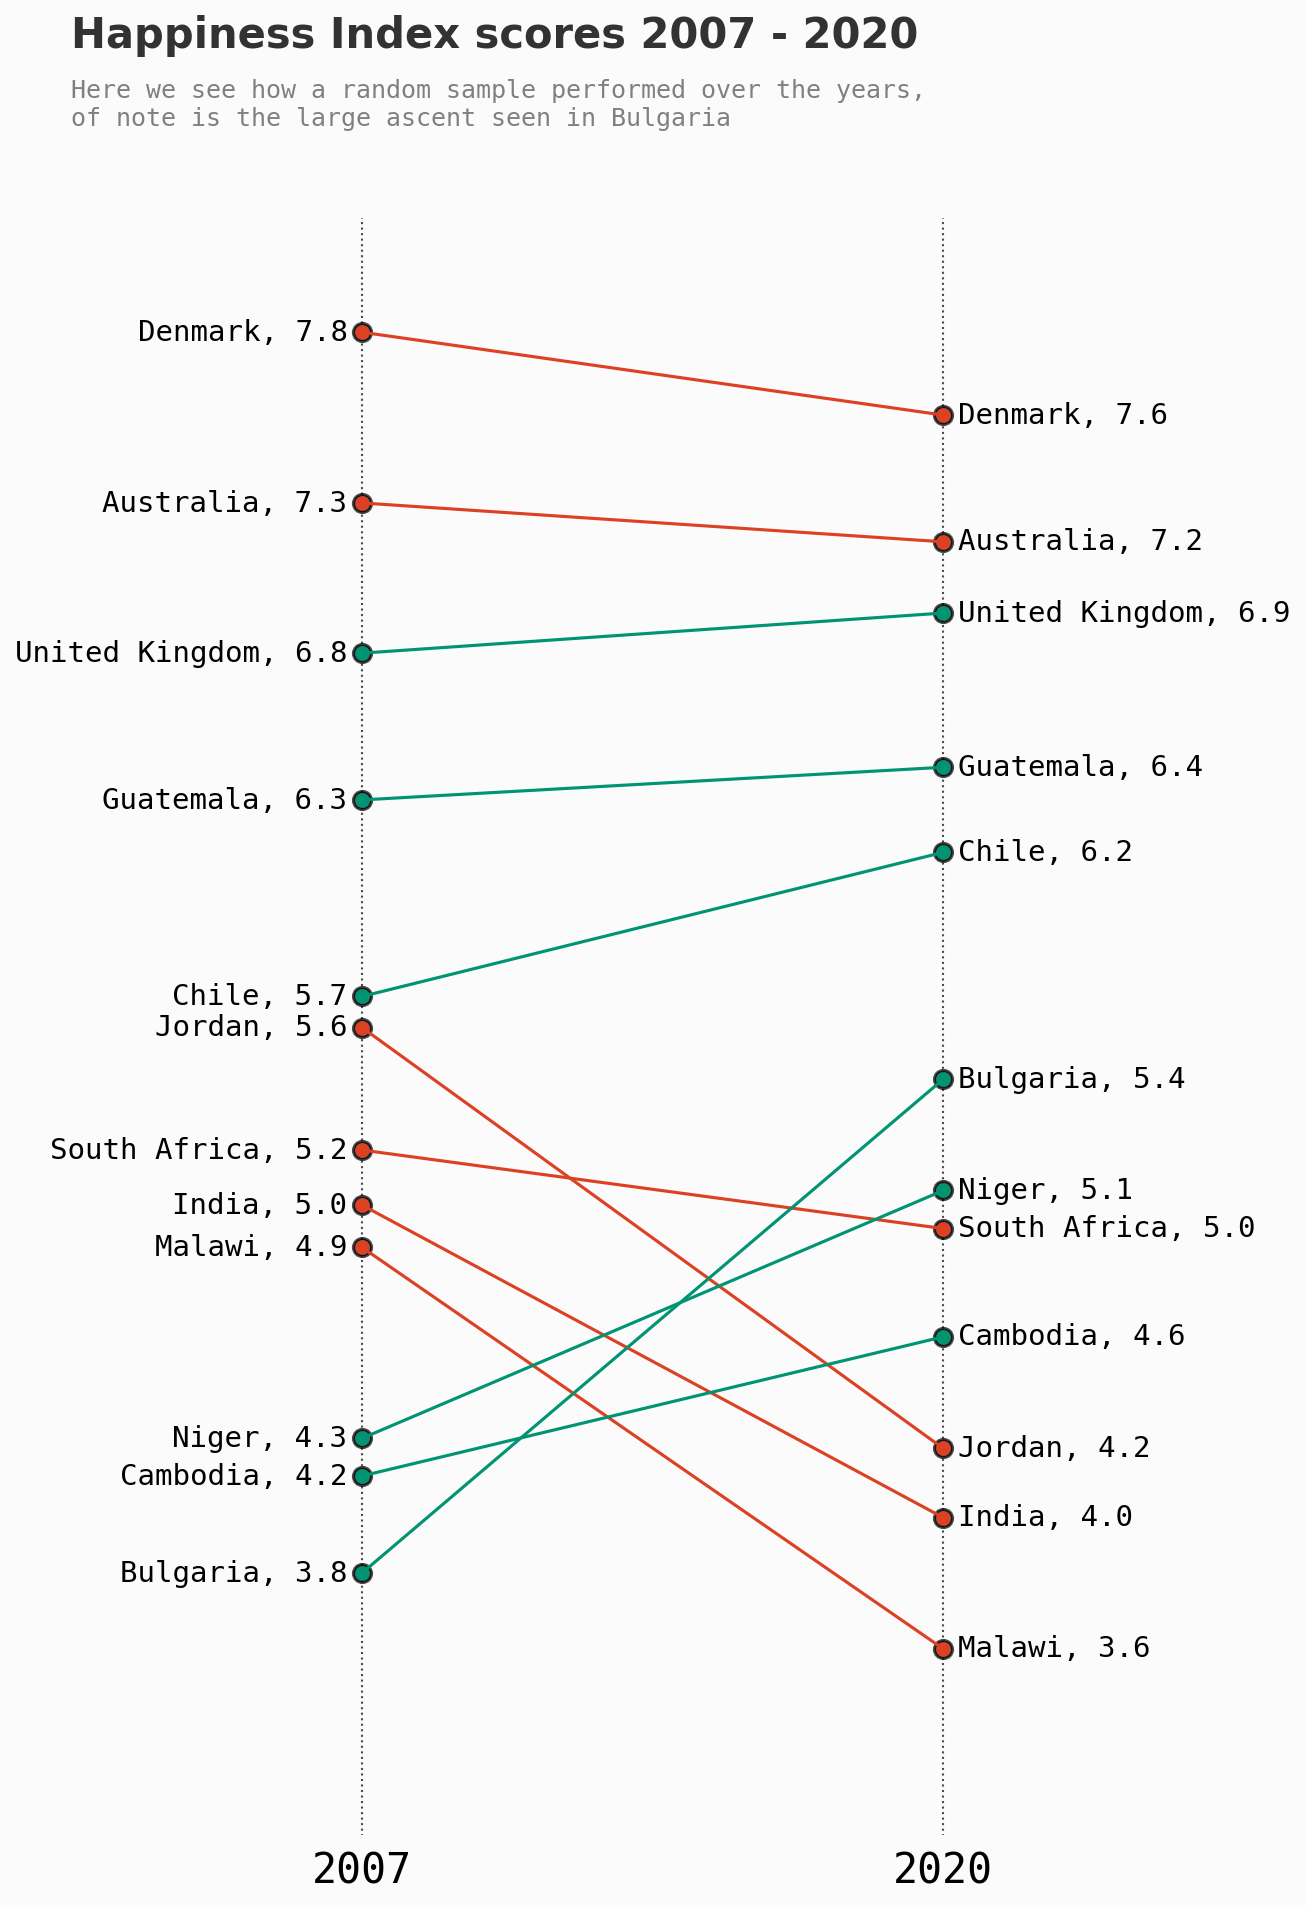 Happiness Index scores 2007 - 2020
Here we see how a random sample performed over the years,
of note is the large ascent seen in Bulgaria
Denmark, 7.8
Denmark, 7.6
Australia, 7.3
Australia, 7.2
United Kingdom, 6.9
United Kingdom, 6.8
Guatemala, 6.4
Guatemala, 6.3
Chile, 6.2
Chile, 5.7
Jordan, 5.6
Bulgaria, 5.4
South Africa, 5.2
Niger, 5.1
India, 5.0
South Africa, 5.0
Malawi, 4.9
Cambodia, 4.6
Niger, 4.3
Jordan, 4.2
Cambodia, 4.2
India, 4.0
Bulgaria, 3.8
Malawi, 3.6
2007
2020